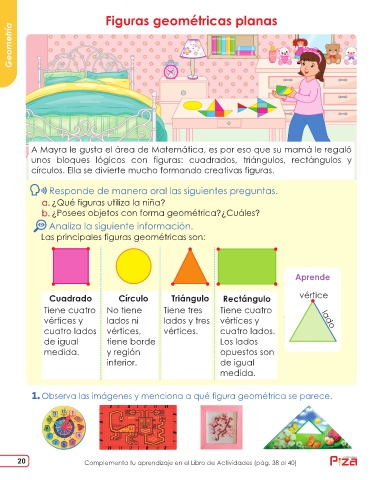 Geometría
Figuras geométricas planas
A Mayra le gusta el área de Matemática, es por eso que su mamá le regaló
unos bloques lógicos con figuras: cuadrados, triángulos, rectángulos y
círculos. Ella se divierte mucho formando creativas figuras.
Responde de manera oral las siguientes preguntas.
a. ¿Qué figuras utiliza la niña?
b. ¿Posees objetos con forma geométrica?¿Cuáles?
Analiza la siguiente información.
Las principales figuras geométricas son:
Cuadrado
Tiene cuatro
vértices y
cuatro lados
de igual
medida.
Círculo
No tiene
lados ni
vértices,
tiene borde
y región
interior.
Triángulo
Tiene tres
lados y tres
vértices.
Rectángulo
Tiene cuatro
vértices y
cuatro lados.
Los lados
opuestos son
de igual
medida.
Aprende
vértice
lado
1. Observa las imágenes y menciona a qué figura geométrica se parece.
20
Complementa tu aprendizaje en el Libro de Actividades (pág. 38 al 40)